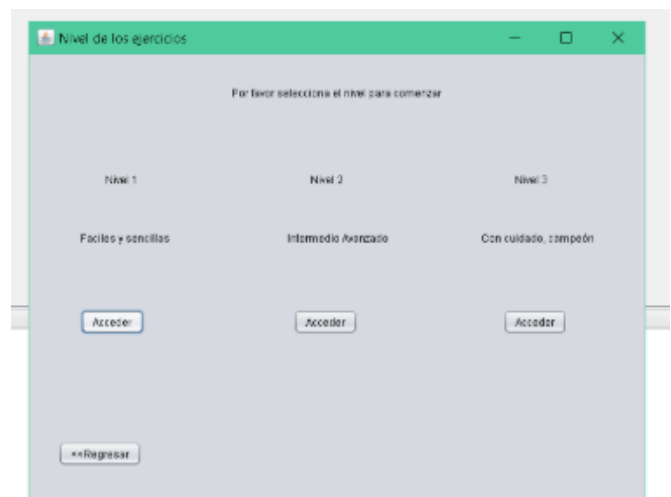 Nivel de los ejercicios
Por favor selecciona el nivel para comenzar
Nivel 1 Nivel 2 Nivel 3
Faciles y sencillas Intermedio Avanzado Con cuidado, campeón
Acceder Acceder Acceder
<<Regresar